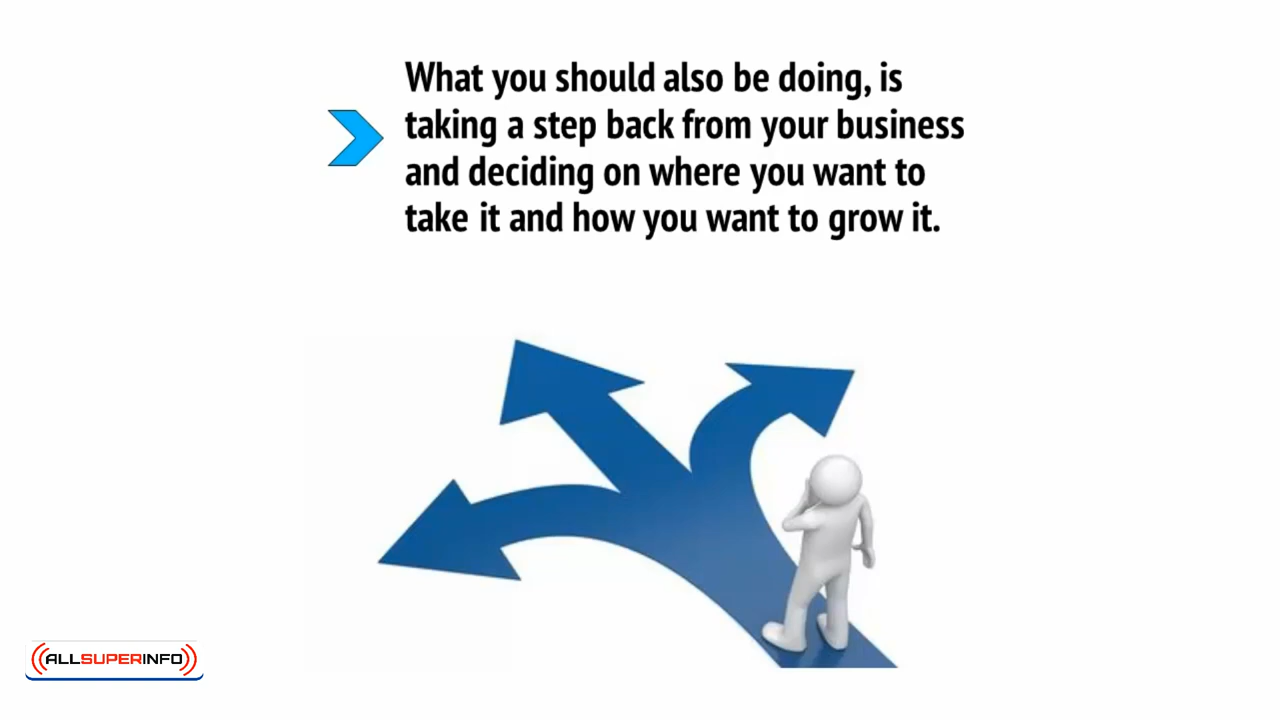 What you should also be doing, is
taking a step back from your business
and deciding on where you want to
take it and how you want to grow it.
ALLSUPERINFO